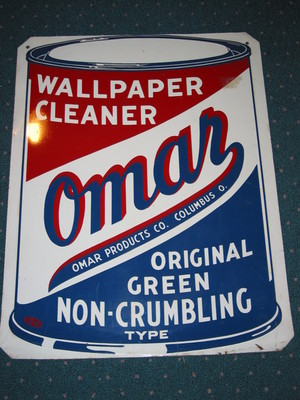 WALLPAPER
CLEANER
Omar
OMAR PRODUCTS CO. COLUMBUS O.
ORIGINAL
GREEN
NON-CRUMBLING
TYPE